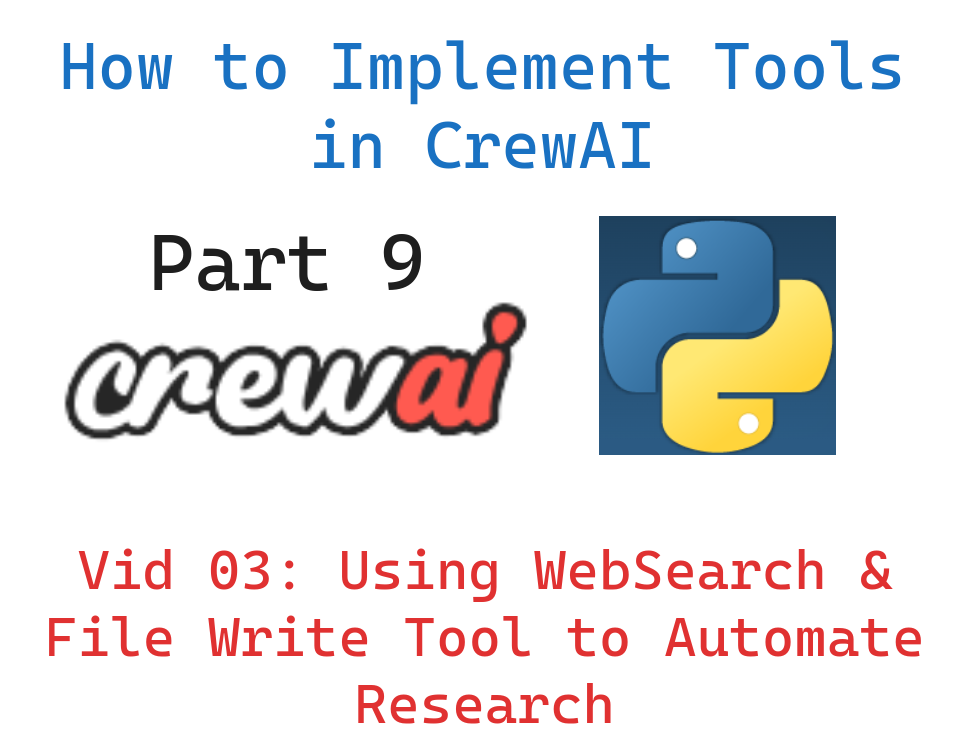 How to Implement Tools
in CrewAI
Part 9
crewai
Vid 03: Using WebSearch &
File Write Tool to Automate
Research